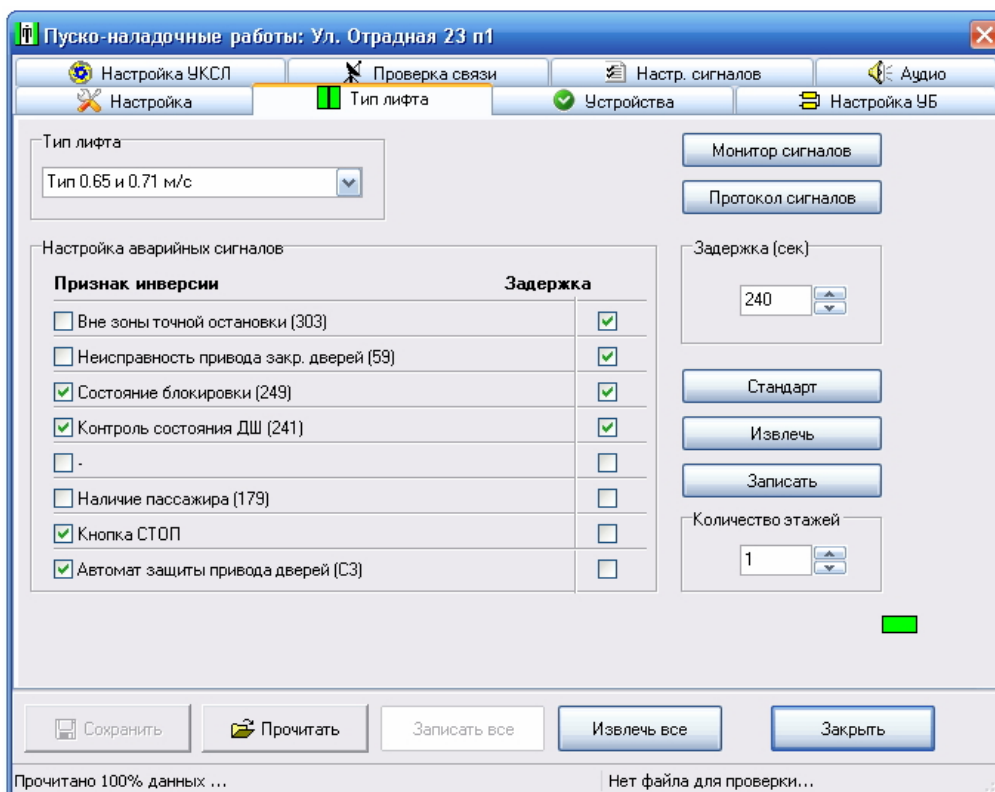 Пуско-наладочные работы: Ул. Отрадная 23 п1
Настройка УКСЛ
Проверка связи
Настр. сигналов
Аудио
Настройка
Тип лифта
Устройства
Настройка УБ
Тип лифта
Тип 0.65 и 0.71 м/с
Монитор сигналов
Протокол сигналов
Настройка аварийных сигналов
Признак инверсии
Задержка
Вне зоны точной остановки (303)
Неисправность привода закр. дверей (59)
Состояние блокировки (249)
Контроль состояния ДШ (241)
-
Наличие пассажира (179)
Кнопка СТОП
Автомат защиты привода дверей (С3)
Задержка (сек)
240
Стандарт
Извлечь
Записать
Количество этажей
1
Сохранить
Прочитать
Записать все
Извлечь все
Закрыть
Прочитано 100% данных ...
Нет файла для проверки...